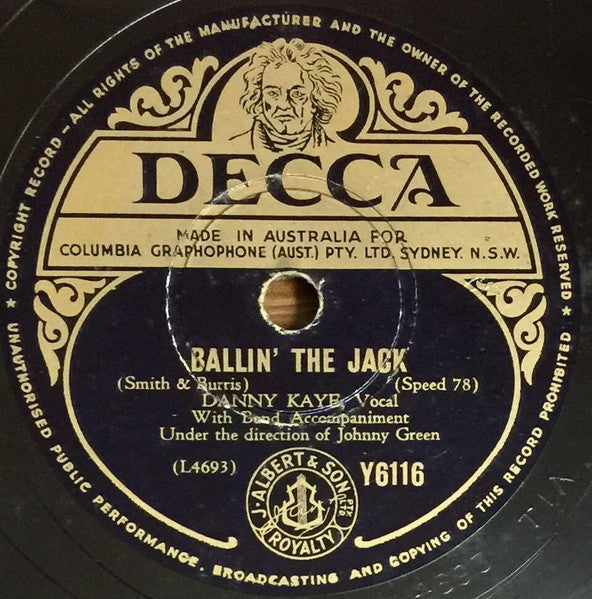 ★ COPYRIGHT RECORD – ALL RIGHTS OF THE MANUFACTURER AND THE OWNER OF THE RECORDED WORK RESERVED ★
DECCA
MADE IN AUSTRALIA FOR
COLUMBIA GRAPHOPHONE (AUST.) PTY. LTD. SYDNEY. N.S.W.
BALLIN' THE JACK
(Smith & Burris) (Speed 78)
DANNY KAYE, Vocal
With Band Accompaniment
Under the direction of Johnny Green
(L4693) Y6116
J. ALBERT & SON PTY LTD
ROYALTY
UNAUTHORISED PUBLIC PERFORMANCE, BROADCASTING AND COPYING OF THIS RECORD PROHIBITED